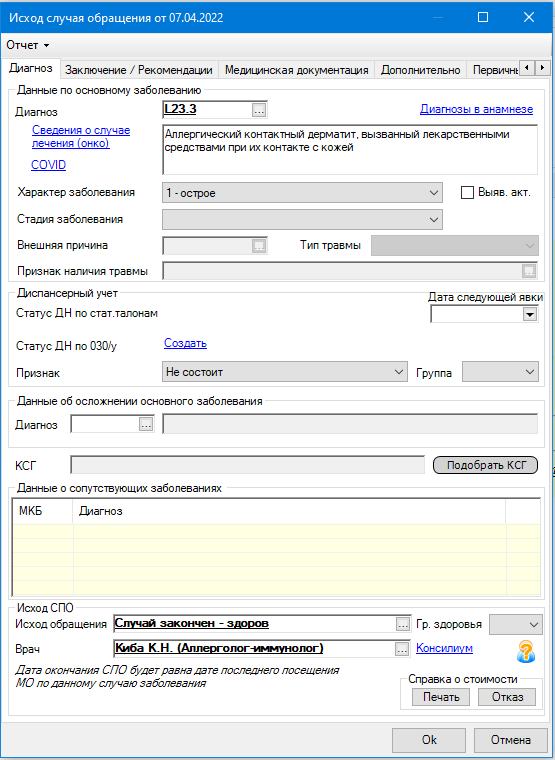 Исход случая обращения от 07.04.2022
Отчет
Диагноз Заключение / Рекомендации Медицинская документация Дополнительно
Данные по основному заболеванию
Диагноз L23.3 ... Диагнозы в анамнезе
Сведения о случае
лечения (онко)
COVID
Аллергический контактный дерматит, вызванный лекарственными
средствами при их контакте с кожей
Характер заболевания 1 - острое Выяв. акт.
Стадия заболевания
Внешняя причина ... Тип травмы
Признак наличия травмы ...
Диспансерный учет
Дата следующей явки
Статус ДН по стат.талонам
Статус ДН по 030/у Создать
Признак Не состоит Группа
Данные об осложнении основного заболевания
Диагноз ...
КСГ Подобрать КСГ
Данные о сопутствующих заболеваниях
МКБ Диагноз
Исход СПО
Исход обращения Случай закончен - здоров ... Гр. здоровья
Врач Киба К.Н. (Аллерголог-иммунолог) ... Консилиум
Дата окончания СПО будет равна дате последнего посещения
МО по данному случаю заболевания
Справка о стоимости
Печать Отказ
Ok Отмена